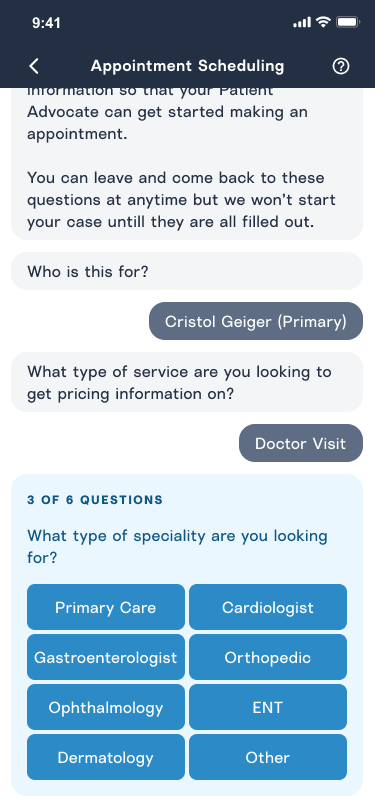 9:41
Appointment Scheduling
information so that your Patient
Advocate can get started making an
appointment.
You can leave and come back to these
questions at anytime but we won't start
your case untill they are all filled out.
Who is this for?
Cristol Geiger (Primary)
What type of service are you looking to
get pricing information on?
Doctor Visit
3 OF 6 QUESTIONS
What type of speciality are you looking
for?
Primary Care
Cardiologist
Gastroenterologist
Orthopedic
Ophthalmology
ENT
Dermatology
Other